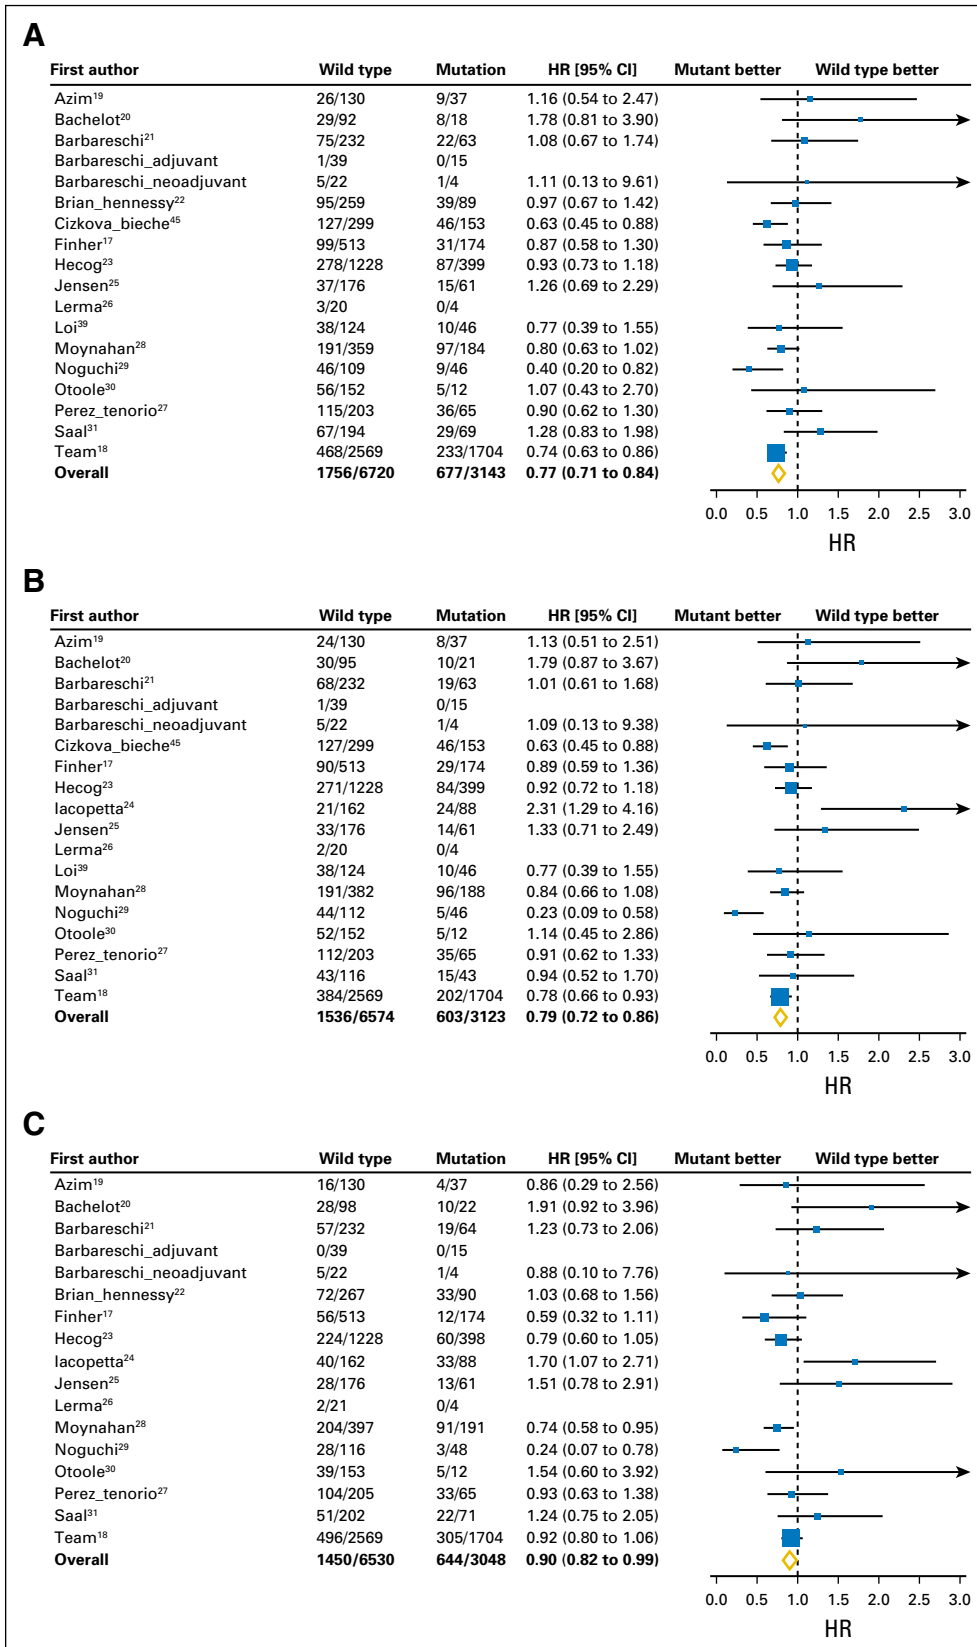 A
First author Wild type Mutation HR [95% CI] Mutant better Wild type better
Azim¹⁹ 26/130 9/37 1.16 (0.54 to 2.47)
Bachelot²⁰ 29/92 8/18 1.78 (0.81 to 3.90)
Barbareschi²¹ 75/232 22/63 1.08 (0.67 to 1.74)
Barbareschi_adjuvant 1/39 0/15
Barbareschi_neoadjuvant 5/22 1/4 1.11 (0.13 to 9.61)
Brian_hennessy²² 95/259 39/89 0.97 (0.67 to 1.42)
Cizkova_bieche⁴⁵ 127/299 46/153 0.63 (0.45 to 0.88)
Finher¹⁷ 99/513 31/174 0.87 (0.58 to 1.30)
Hecog²³ 278/1228 87/399 0.93 (0.73 to 1.18)
Jensen²⁵ 37/176 15/61 1.26 (0.69 to 2.29)
Lerma²⁶ 3/20 0/4
Loi³⁹ 38/124 10/46 0.77 (0.39 to 1.55)
Moynahan²⁸ 191/359 97/184 0.80 (0.63 to 1.02)
Noguchi²⁹ 46/109 9/46 0.40 (0.20 to 0.82)
Otoole³⁰ 56/152 5/12 1.07 (0.43 to 2.70)
Perez_tenorio²⁷ 115/203 36/65 0.90 (0.62 to 1.30)
Saal³¹ 67/194 29/69 1.28 (0.83 to 1.98)
Team¹⁸ 468/2569 233/1704 0.74 (0.63 to 0.86)
Overall 1756/6720 677/3143 0.77 (0.71 to 0.84)
0.0 0.5 1.0 1.5 2.0 2.5 3.0
HR
B
First author Wild type Mutation HR [95% CI] Mutant better Wild type better
Azim¹⁹ 24/130 8/37 1.13 (0.51 to 2.51)
Bachelot²⁰ 30/95 10/21 1.79 (0.87 to 3.67)
Barbareschi²¹ 68/232 19/63 1.01 (0.61 to 1.68)
Barbareschi_adjuvant 1/39 0/15
Barbareschi_neoadjuvant 5/22 1/4 1.09 (0.13 to 9.38)
Cizkova_bieche⁴⁵ 127/299 46/153 0.63 (0.45 to 0.88)
Finher¹⁷ 90/513 29/174 0.89 (0.59 to 1.36)
Hecog²³ 271/1228 84/399 0.92 (0.72 to 1.18)
Iacopetta²⁴ 21/162 24/88 2.31 (1.29 to 4.16)
Jensen²⁵ 33/176 14/61 1.33 (0.71 to 2.49)
Lerma²⁶ 2/20 0/4
Loi³⁹ 38/124 10/46 0.77 (0.39 to 1.55)
Moynahan²⁸ 191/382 96/188 0.84 (0.66 to 1.08)
Noguchi²⁹ 44/112 5/46 0.23 (0.09 to 0.58)
Otoole³⁰ 52/152 5/12 1.14 (0.45 to 2.86)
Perez_tenorio²⁷ 112/203 35/65 0.91 (0.62 to 1.33)
Saal³¹ 43/116 15/43 0.94 (0.52 to 1.70)
Team¹⁸ 384/2569 202/1704 0.78 (0.66 to 0.93)
Overall 1536/6574 603/3123 0.79 (0.72 to 0.86)
0.0 0.5 1.0 1.5 2.0 2.5 3.0
HR
C
First author Wild type Mutation HR [95% CI] Mutant better Wild type better
Azim¹⁹ 16/130 4/37 0.86 (0.29 to 2.56)
Bachelot²⁰ 28/98 10/22 1.91 (0.92 to 3.96)
Barbareschi²¹ 57/232 19/64 1.23 (0.73 to 2.06)
Barbareschi_adjuvant 0/39 0/15
Barbareschi_neoadjuvant 5/22 1/4 0.88 (0.10 to 7.76)
Brian_hennessy²² 72/267 33/90 1.03 (0.68 to 1.56)
Finher¹⁷ 56/513 12/174 0.59 (0.32 to 1.11)
Hecog²³ 224/1228 60/398 0.79 (0.60 to 1.05)
Iacopetta²⁴ 40/162 33/88 1.70 (1.07 to 2.71)
Jensen²⁵ 28/176 13/61 1.51 (0.78 to 2.91)
Lerma²⁶ 2/21 0/4
Moynahan²⁸ 204/397 91/191 0.74 (0.58 to 0.95)
Noguchi²⁹ 28/116 3/48 0.24 (0.07 to 0.78)
Otoole³⁰ 39/153 5/12 1.54 (0.60 to 3.92)
Perez_tenorio²⁷ 104/205 33/65 0.93 (0.63 to 1.38)
Saal³¹ 51/202 22/71 1.24 (0.75 to 2.05)
Team¹⁸ 496/2569 305/1704 0.92 (0.80 to 1.06)
Overall 1450/6530 644/3048 0.90 (0.82 to 0.99)
0.0 0.5 1.0 1.5 2.0 2.5 3.0
HR